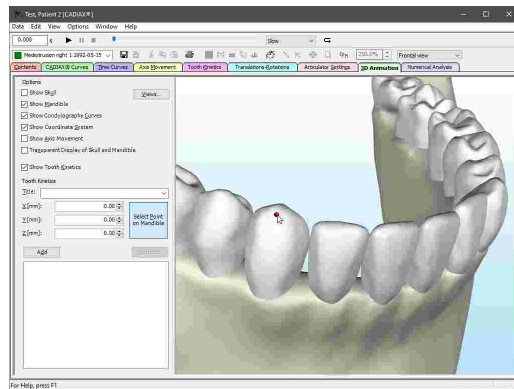 Test, Patient 2 [CADIAX®]
Data Edit View Options Window Help
0.000 s Slow
Mediotrusion right 1 1992-05-15 250.0% Frontal view
Contents CADIAX® Curves Time Curves Axis Movement Tooth Kinetics Translations-Rotations Articulator Settings 3D Animation Numerical Analysis
Options
Show Skull Views...
Show Mandible
Show Condylography Curves
Show Coordinate System
Show Axis Movement
Transparent Display of Skull and Mandible
Show Tooth Kinetics
Tooth Kinetics
Title:
X [mm]: 0.00
Y [mm]: 0.00 Select Point on Mandible
Z [mm]: 0.00
Add
For Help, press F1